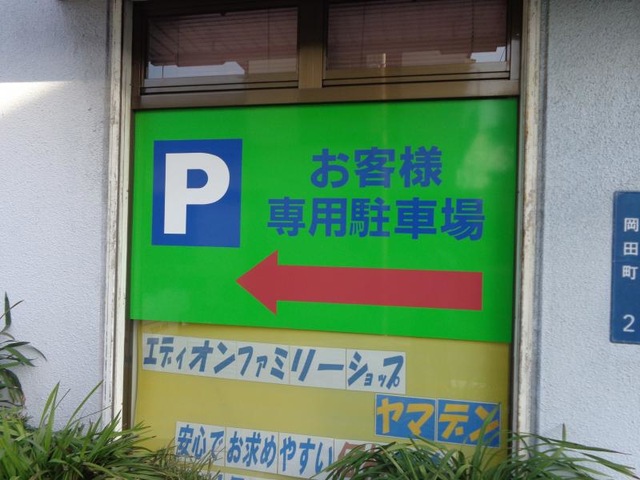 P
お客様
専用駐車場
エディオンファミリーショップ
ヤマデン
安心でお求めやすい
岡田町
2